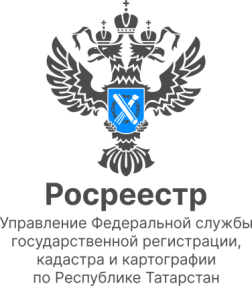 Росреестр
Управление Федеральной службы
государственной регистрации,
кадастра и картографии
по Республике Татарстан